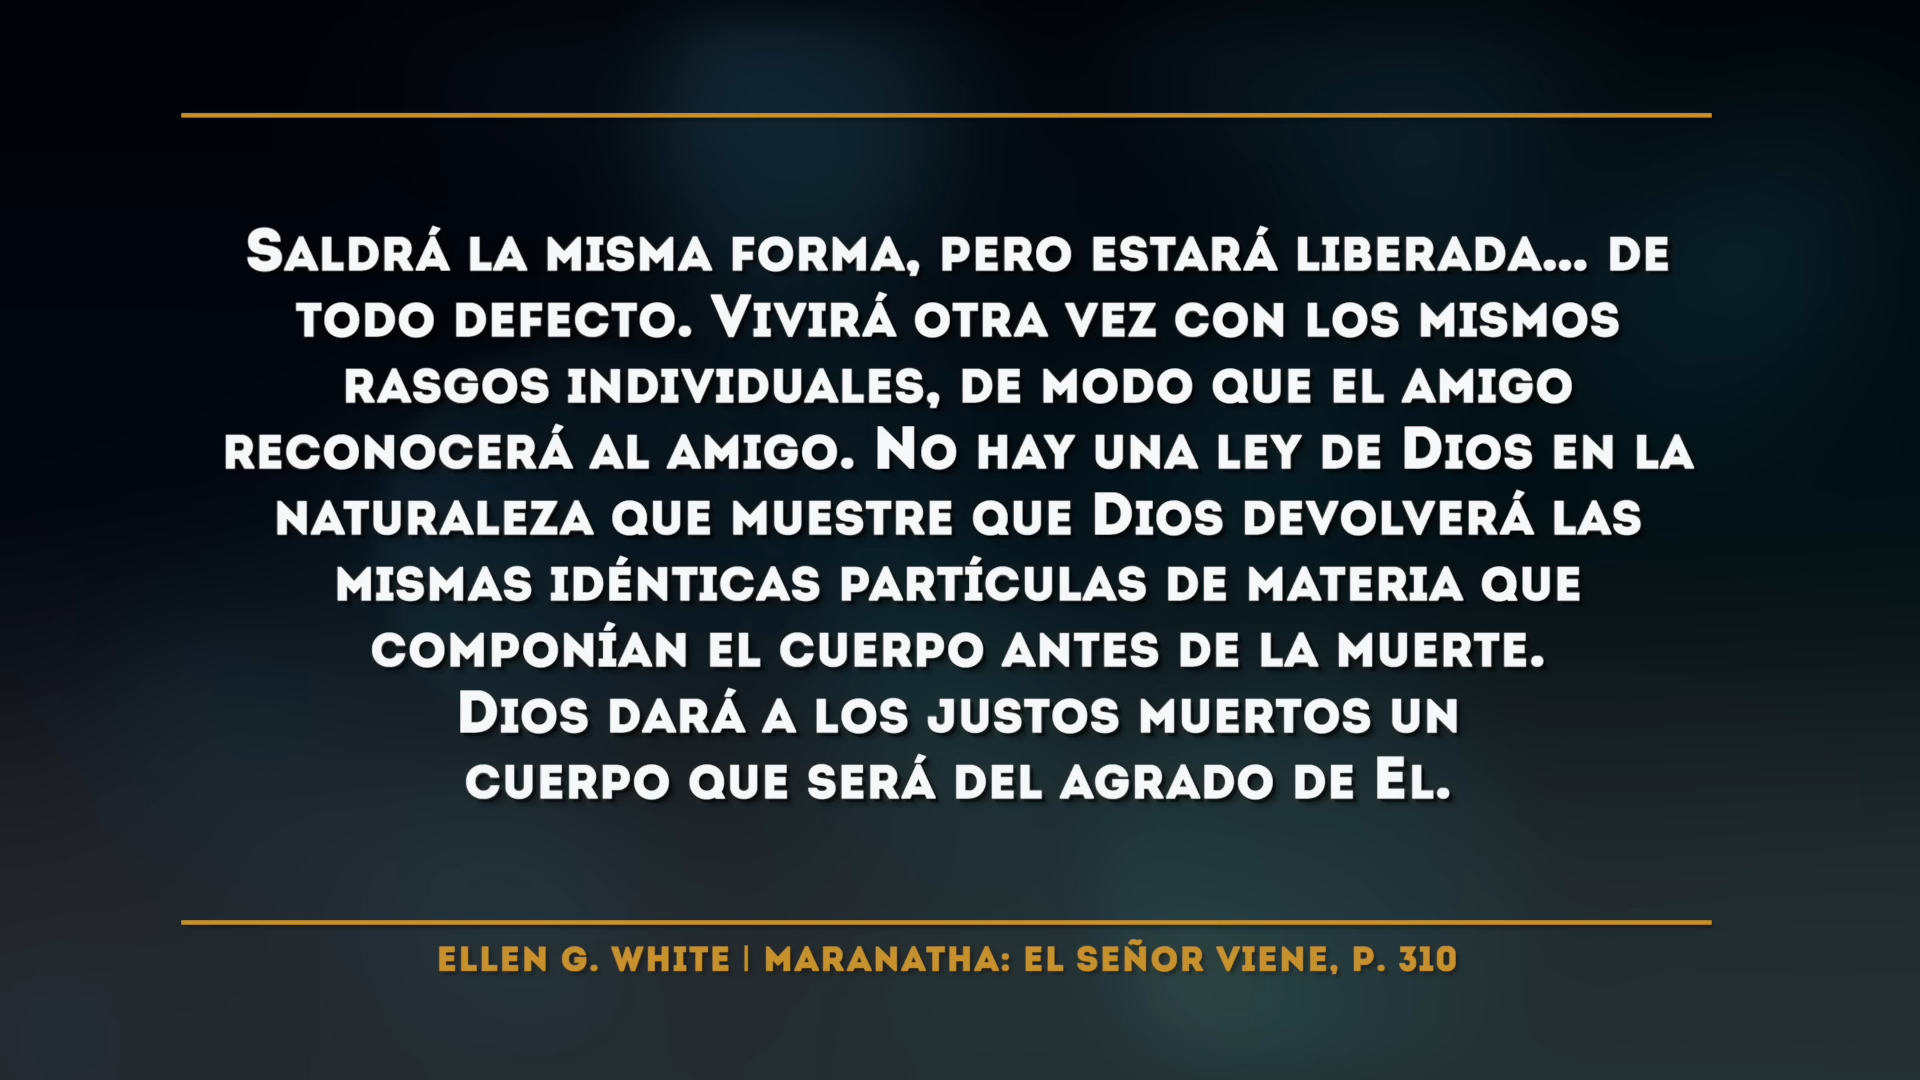 Saldrá la misma forma, pero estará liberada... de
todo defecto. Vivirá otra vez con los mismos
rasgos individuales, de modo que el amigo
reconocerá al amigo. No hay una ley de Dios en la
naturaleza que muestre que Dios devolverá las
mismas idénticas partículas de materia que
componían el cuerpo antes de la muerte.
Dios dará a los justos muertos un
cuerpo que será del agrado de El.
ELLEN G. WHITE | MARANATHA: EL SEÑOR VIENE, P. 310